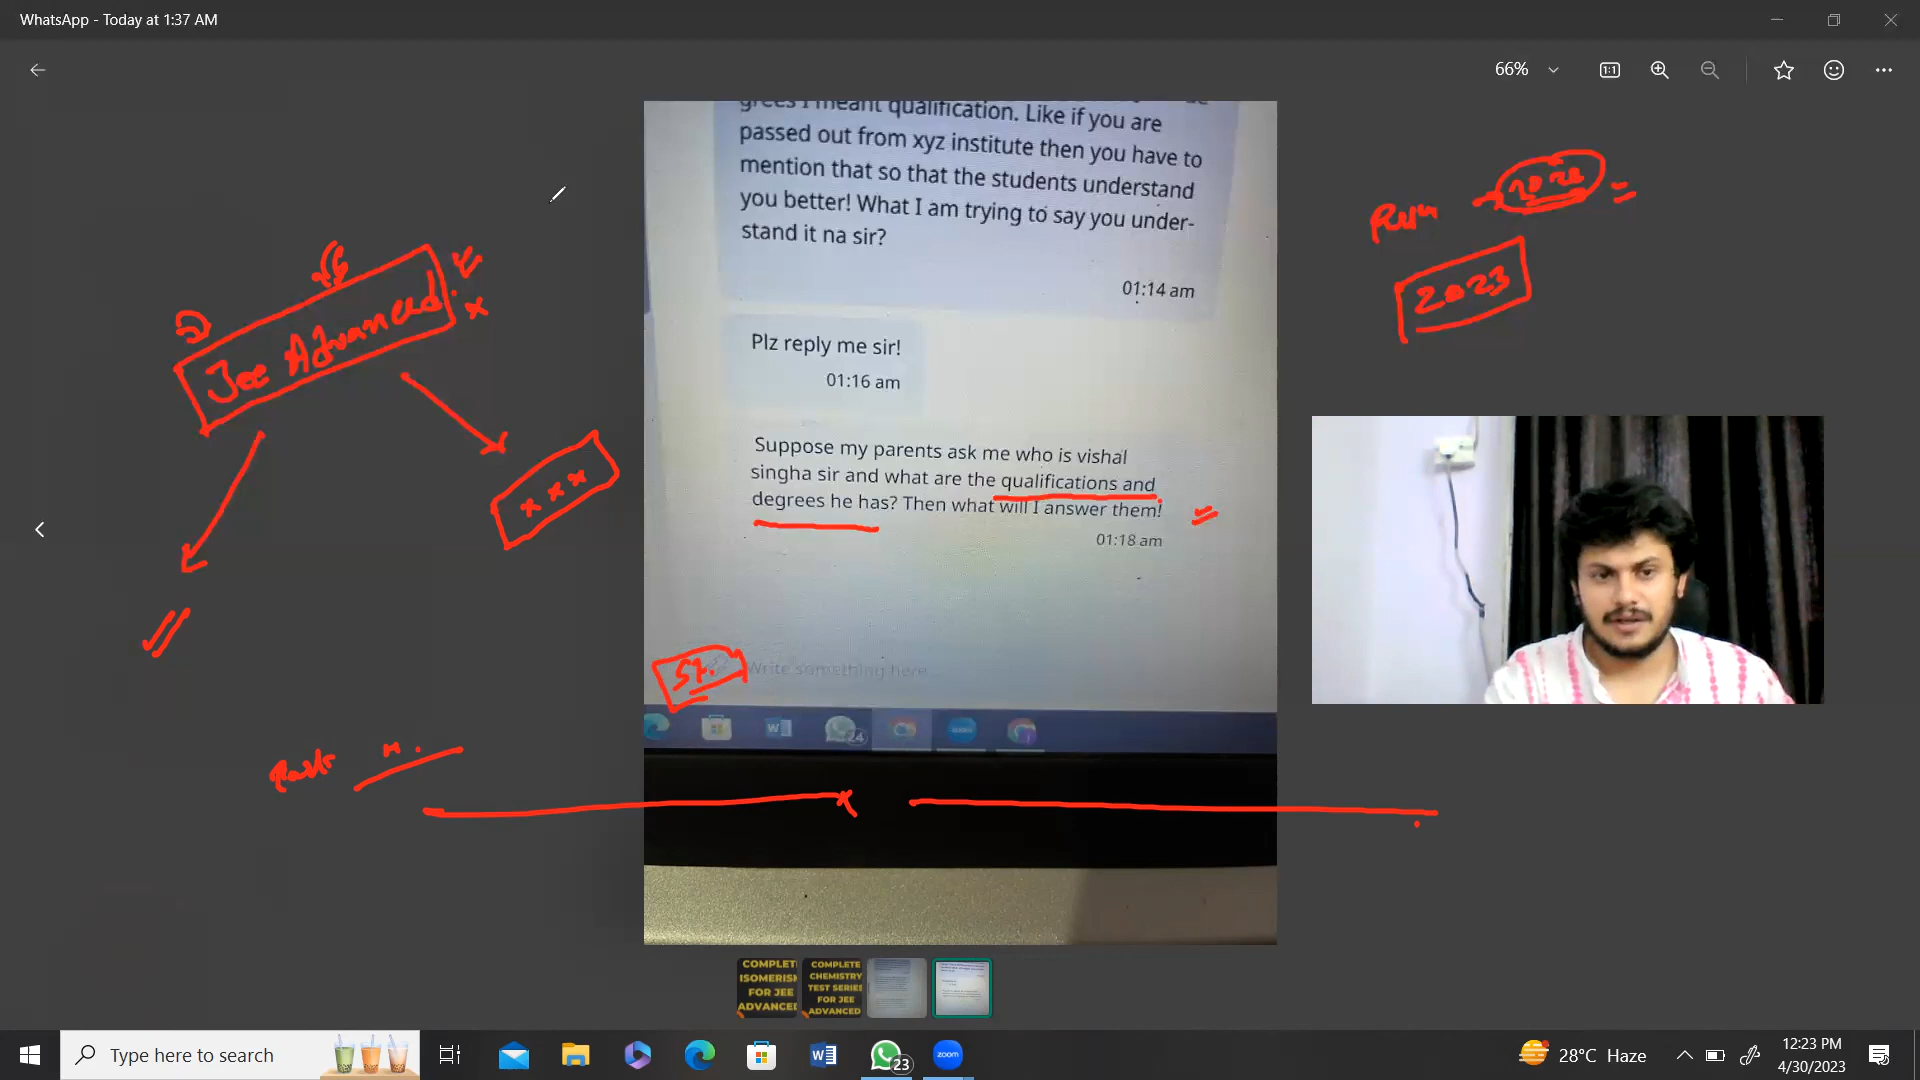 WhatsApp - Today at 1:37 AM
66%
1:1
grees I meant qualification. Like if you are
passed out from xyz institute then you have to
mention that so that the students understand
you better! What I am trying to say you under-
stand it na sir?
01:14 am
Plz reply me sir!
01:16 am
Suppose my parents ask me who is vishal
singha sir and what are the qualifications and
degrees he has? Then what will I answer them!
01:18 am
Write something here
24
Jee Advanced
x x x
2023
COMPLETE
ISOMERISM
FOR JEE
ADVANCED
COMPLETE
CHEMISTRY
TEST SERIES
FOR JEE
ADVANCED
Type here to search
23
zoom
28°C Haze
12:23 PM
4/30/2023